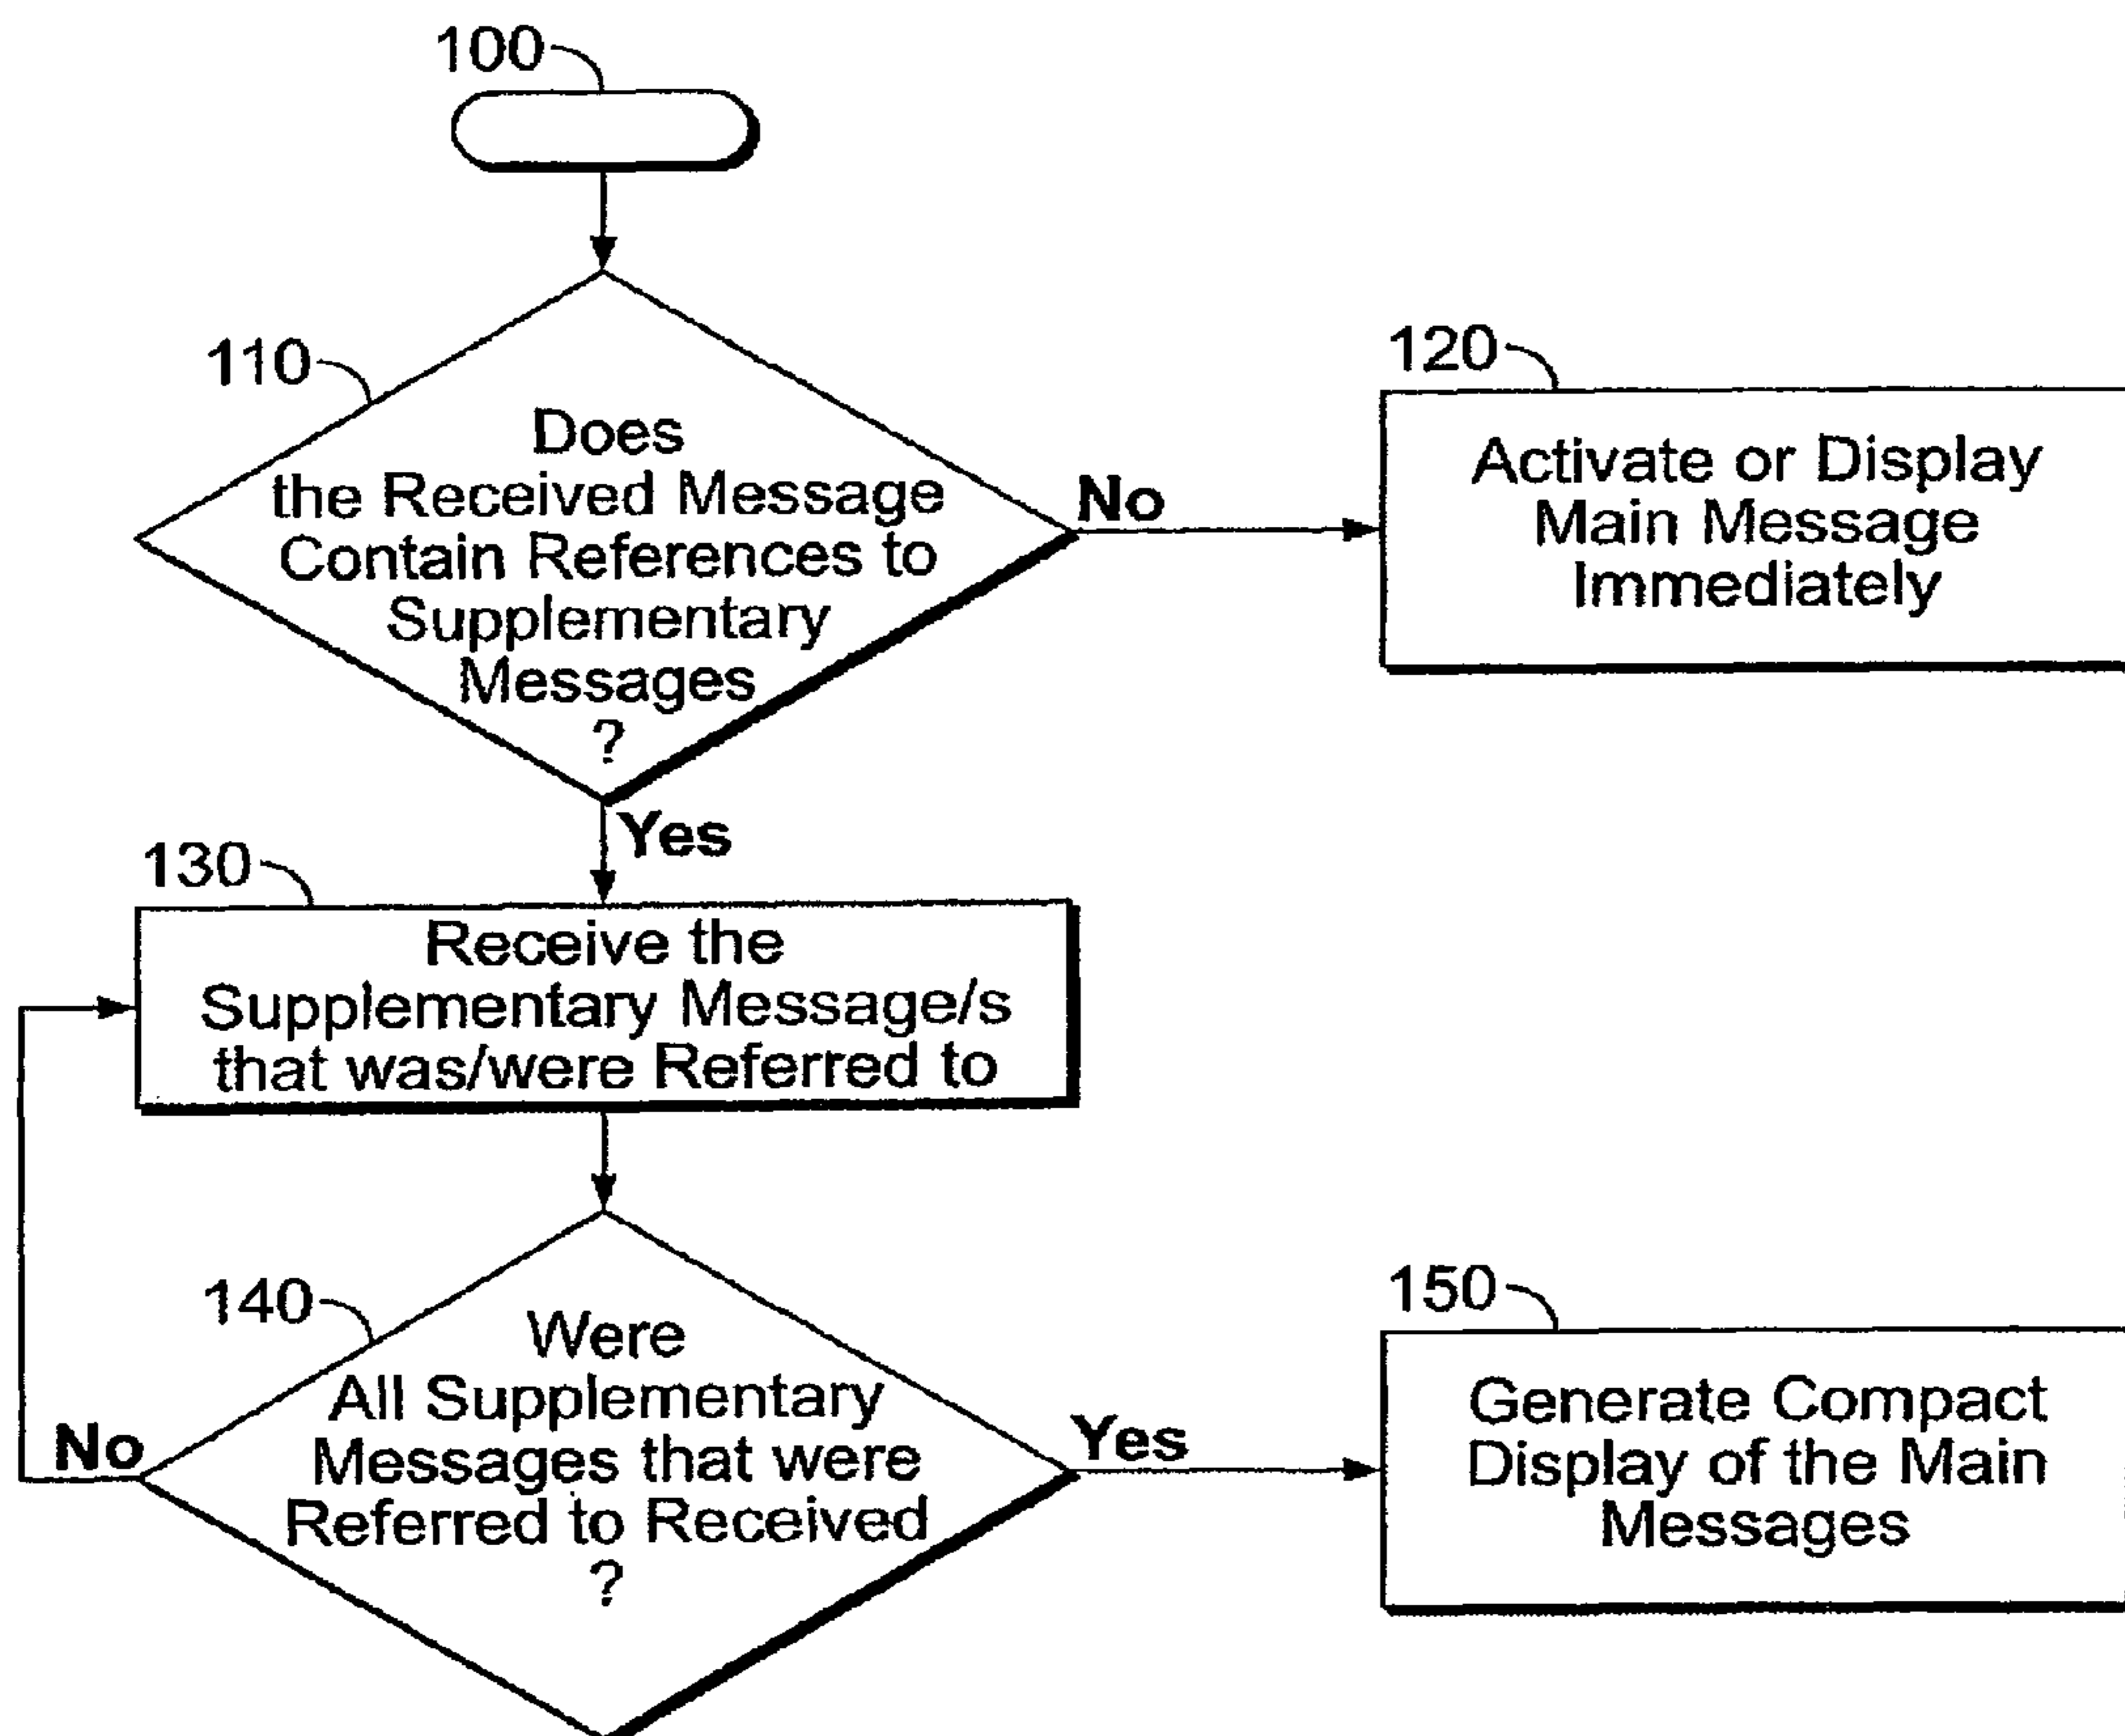 100
110
Does
the Received Message
Contain References to
Supplementary
Messages
?
No
120
Activate or Display
Main Message
Immediately
Yes
130
Receive the
Supplementary Message/s
that was/were Referred to
140
Were
All Supplementary
Messages that were
Referred to Received
?
No
Yes
150
Generate Compact
Display of the Main
Messages